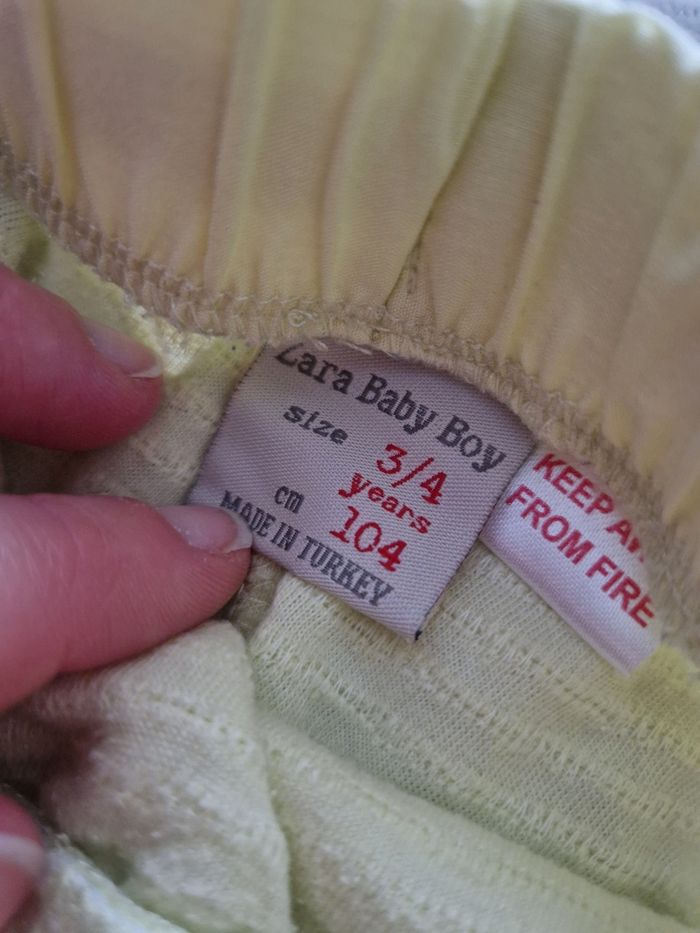 Zara Baby Boy
size 3/4
years
cm 104
MADE IN TURKEY
KEEP
FROM FIRE